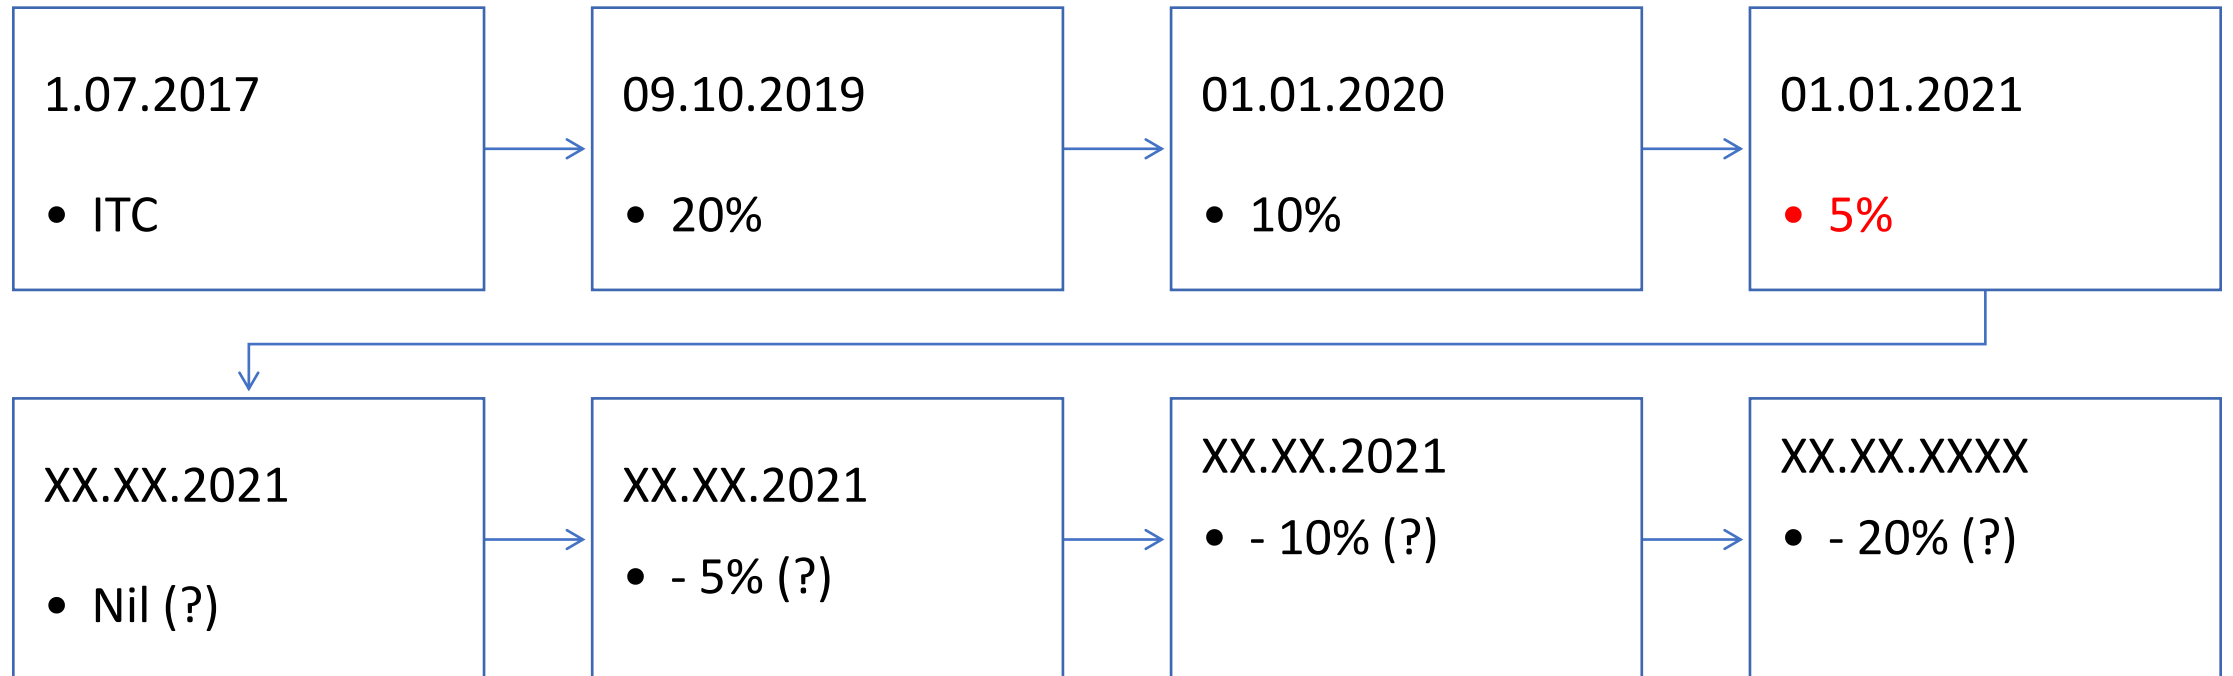 1.07.2017
• ITC
09.10.2019
• 20%
01.01.2020
• 10%
01.01.2021
• 5%
XX.XX.2021
• Nil (?)
XX.XX.2021
• - 5% (?)
XX.XX.2021
• - 10% (?)
XX.XX.XXXX
• - 20% (?)